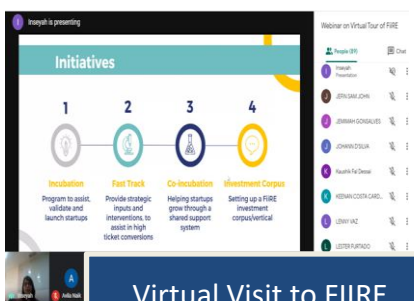 Inseyah is presenting
Webinar on Virtual Tour of FiiRE
People (89)
Chat
Initiatives
1
2
3
4
Incubation
Fast Track
Co-incubation
Investment Corpus
Program to assist,
validate and
launch startups
Provide strategic
inputs and
interventions, to
assist in high
ticket conversions
Helping startups
grow through a
shared support
system
Setting up a FiiRE
investment
corpus/vertical
Inseyah
Presentation
JERIN SAM JOHN
JEMIMAH GONSALVES
JOHANN D'SILVA
Kaushik Pai Dessai
KEENAN COSTA CARD...
LENNY VAZ
LESTER FURTADO
Inseyah
Avila Naik
Virtual Visit to FIIRE